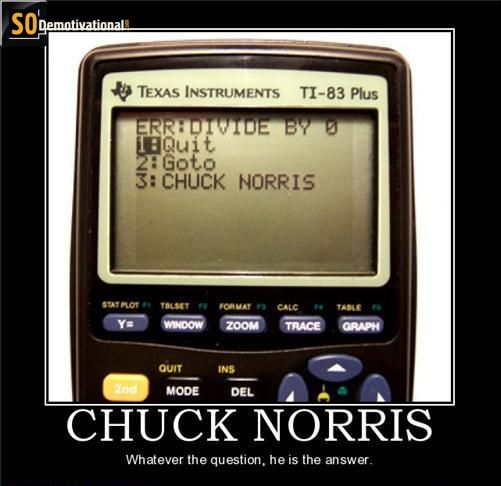 SO Demotivational
TEXAS INSTRUMENTS TI-83 Plus
ERR:DIVIDE BY 0
1:Quit
2:Goto
3:CHUCK NORRIS
STAT PLOT F1 TBLSET F2 FORMAT F3 CALC F4 TABLE F5
Y= WINDOW ZOOM TRACE GRAPH
QUIT INS
2nd MODE DEL
CHUCK NORRIS
Whatever the question, he is the answer.